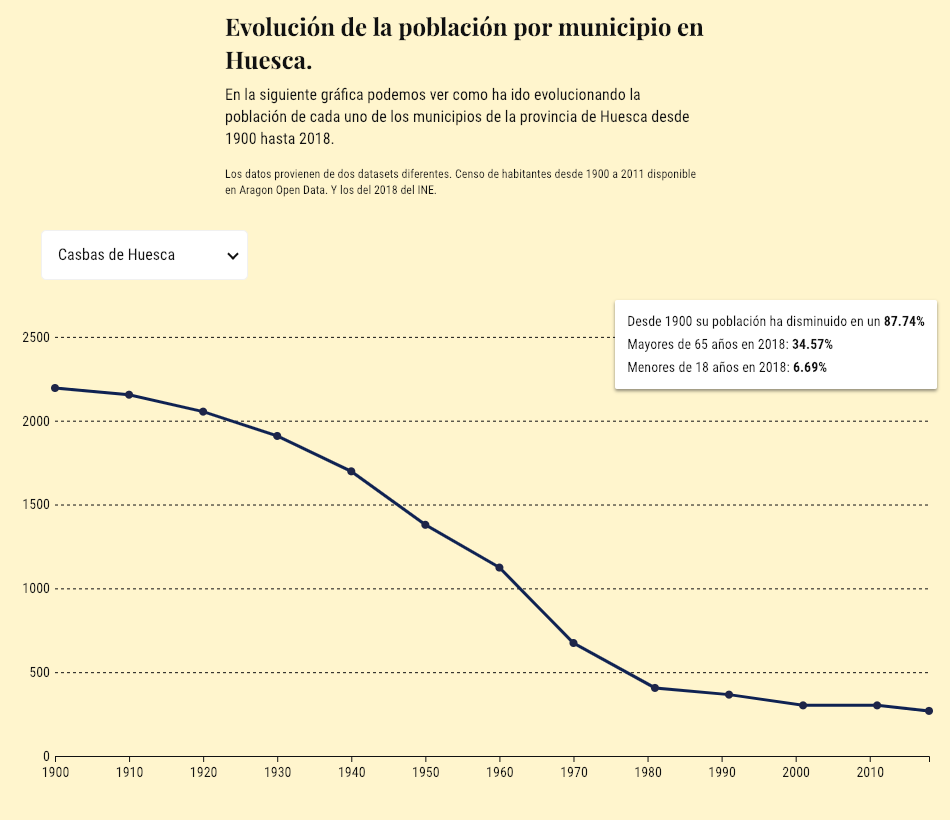 Evolución de la población por municipio en
Huesca.
En la siguiente gráfica podemos ver como ha ido evolucionando la
población de cada uno de los municipios de la provincia de Huesca desde
1900 hasta 2018.
Los datos provienen de dos datasets diferentes. Censo de habitantes desde 1900 a 2011 disponible
en Aragon Open Data. Y los del 2018 del INE.
Casbas de Huesca
Desde 1900 su población ha disminuido en un 87.74%
Mayores de 65 años en 2018: 34.57%
Menores de 18 años en 2018: 6.69%
2500
2000
1500
1000
500
0
1900 1910 1920 1930 1940 1950 1960 1970 1980 1990 2000 2010